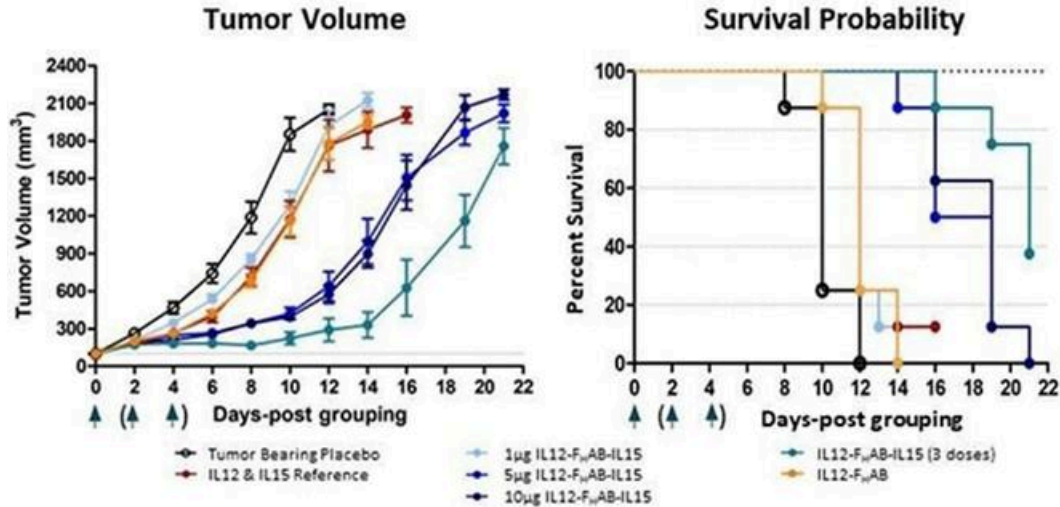 Tumor Volume
Survival Probability
2400
2100
1800
1500
1200
900
600
300
0
Tumor Volume (mm³)
0 2 4 6 8 10 12 14 16 18 20 22
( ) Days-post grouping
100
80
60
40
20
0
Percent Survival
0 2 4 6 8 10 12 14 16 18 20 22
( ) Days-post grouping
Tumor Bearing Placebo
IL12 & IL15 Reference
1µg IL12-FₕAB-IL15
5µg IL12-FₕAB-IL15
10µg IL12-FₕAB-IL15
IL12-FₕAB-IL15 (3 doses)
IL12-FₕAB